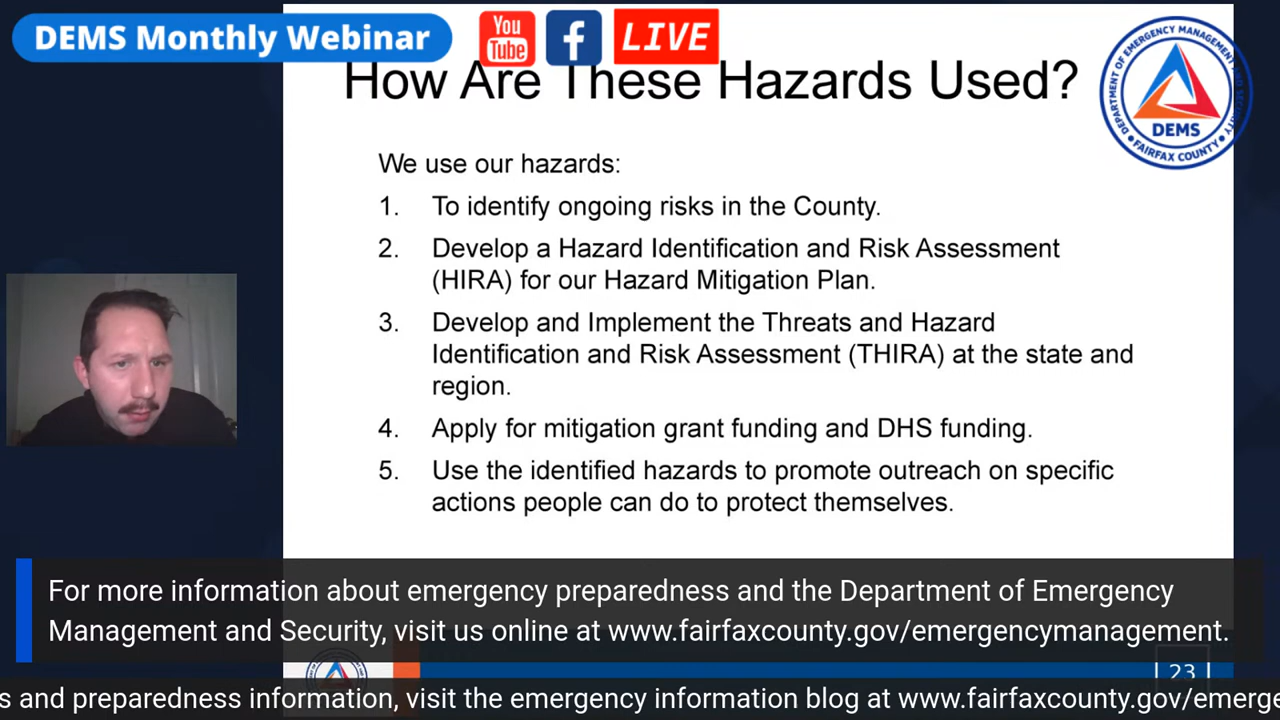 DEMS Monthly Webinar
You
Tube
f
LIVE
How Are These Hazards Used?
DEPARTMENT OF EMERGENCY MANAGEMENT AND SECURITY
DEMS
FAIRFAX COUNTY
We use our hazards:
1. To identify ongoing risks in the County.
2. Develop a Hazard Identification and Risk Assessment
(HIRA) for our Hazard Mitigation Plan.
3. Develop and Implement the Threats and Hazard
Identification and Risk Assessment (THIRA) at the state and
region.
4. Apply for mitigation grant funding and DHS funding.
5. Use the identified hazards to promote outreach on specific
actions people can do to protect themselves.
For more information about emergency preparedness and the Department of Emergency
Management and Security, visit us online at www.fairfaxcounty.gov/emergencymanagement.
23
s and preparedness information, visit the emergency information blog at www.fairfaxcounty.gov/emerge